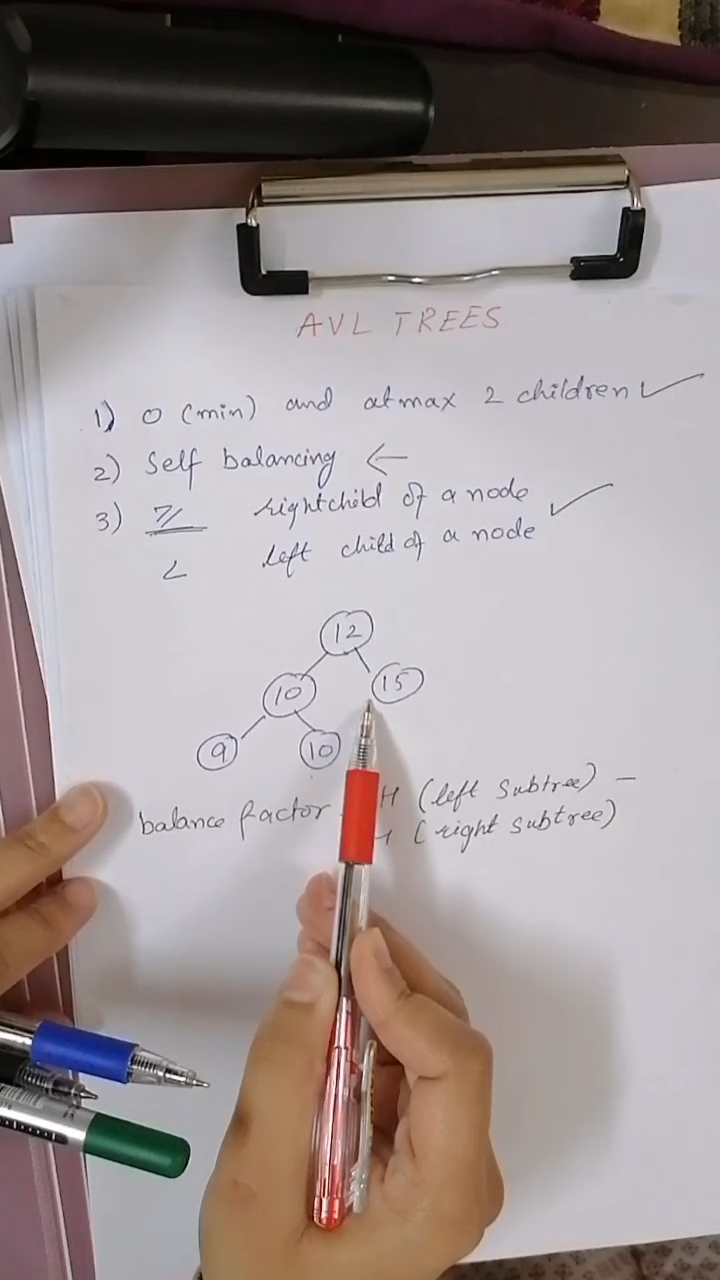 AVL TREES
1) 0 (min) and atmax 2 children ✓
2) Self balancing ←
3) ≥ rightchild of a node ✓
< left child of a node
12
10 15
9 10
balance factor H (left subtree) -
H (right subtree)